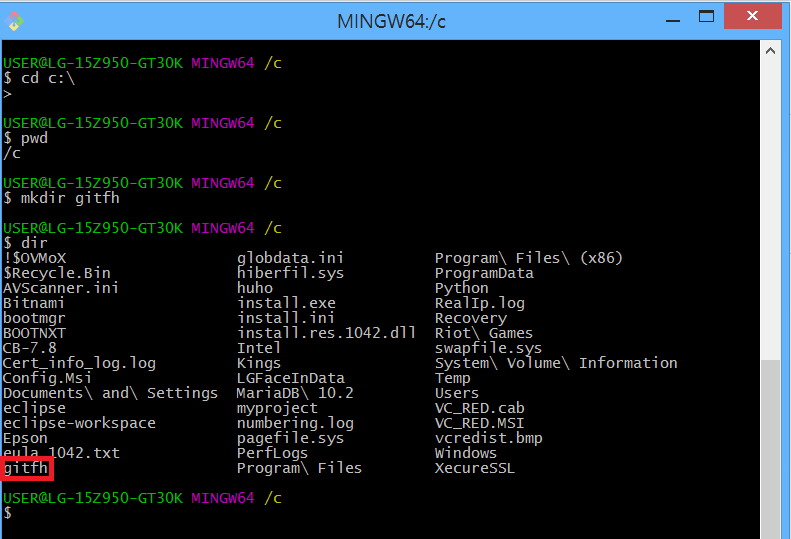 MINGW64:/c
USER@LG-15Z950-GT30K MINGW64 /c
$ cd c:\
>
USER@LG-15Z950-GT30K MINGW64 /c
$ pwd
/c
USER@LG-15Z950-GT30K MINGW64 /c
$ mkdir gitfh
USER@LG-15Z950-GT30K MINGW64 /c
$ dir
!$OVMoX globdata.ini Program\ Files\ (x86)
$Recycle.Bin hiberfil.sys ProgramData
AVScanner.ini huho Python
Bitnami install.exe RealIp.log
bootmgr install.ini Recovery
BOOTNXT install.res.1042.dll Riot\ Games
CB-7.8 Intel swapfile.sys
Cert_info_log.log Kings System\ Volume\ Information
Config.Msi LGFaceInData Temp
Documents\ and\ Settings MariaDB\ 10.2 Users
eclipse myproject VC_RED.cab
eclipse-workspace numbering.log VC_RED.MSI
Epson pagefile.sys vcredist.bmp
eula.1042.txt PerfLogs Windows
gitfh Program\ Files XecureSSL
USER@LG-15Z950-GT30K MINGW64 /c
$